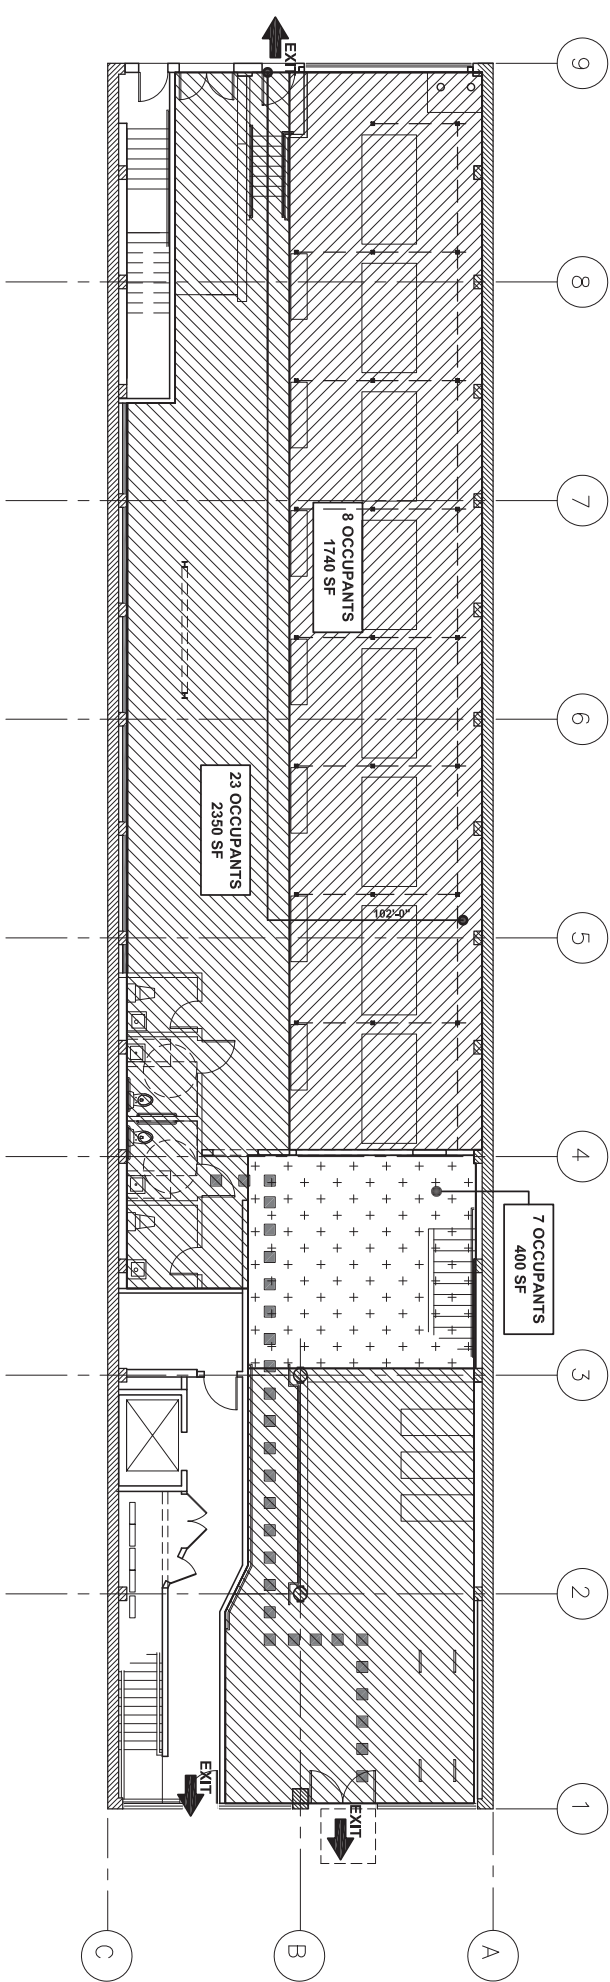 EXIT
9
8
7
6
5
4
3
2
1
8 OCCUPANTS
1740 SF
23 OCCUPANTS
2350 SF
102'-0"
7 OCCUPANTS
400 SF
EXIT
EXIT
C
B
A